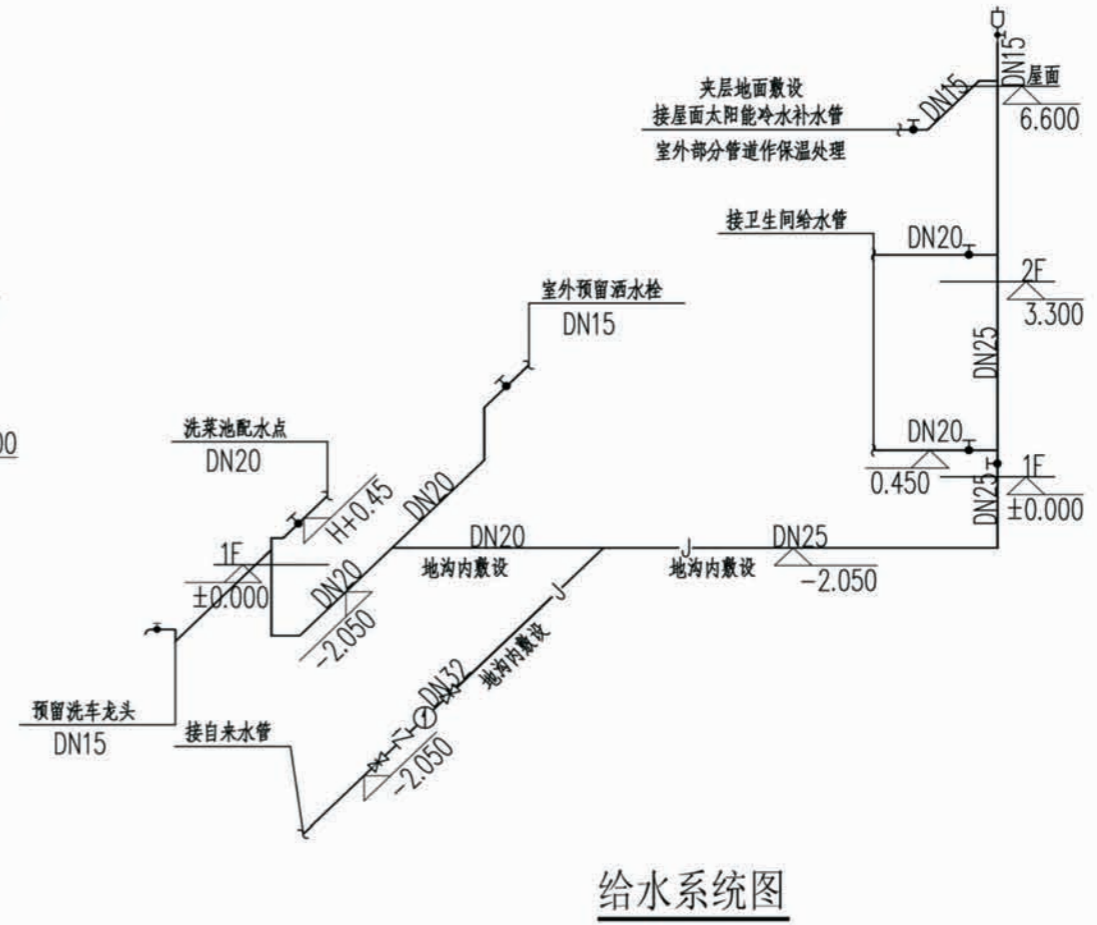 DN15
屋面
6.600
夹层地面敷设
DN15
接屋面太阳能冷水补水管
室外部分管道作保温处理
接卫生间给水管
DN20
2F
3.300
室外预留洒水栓
DN15
DN25
洗菜池配水点
DN20
00
DN20
0.450
1F
±0.000
DN25
H+0.45
DN20
1F
±0.000
DN20
-2.050
DN20
地沟内敷设
J
地沟内敷设
DN25
-2.050
J
地沟内敷设
DN32
-2.050
预留洗车龙头
DN15
接自来水管
给水系统图